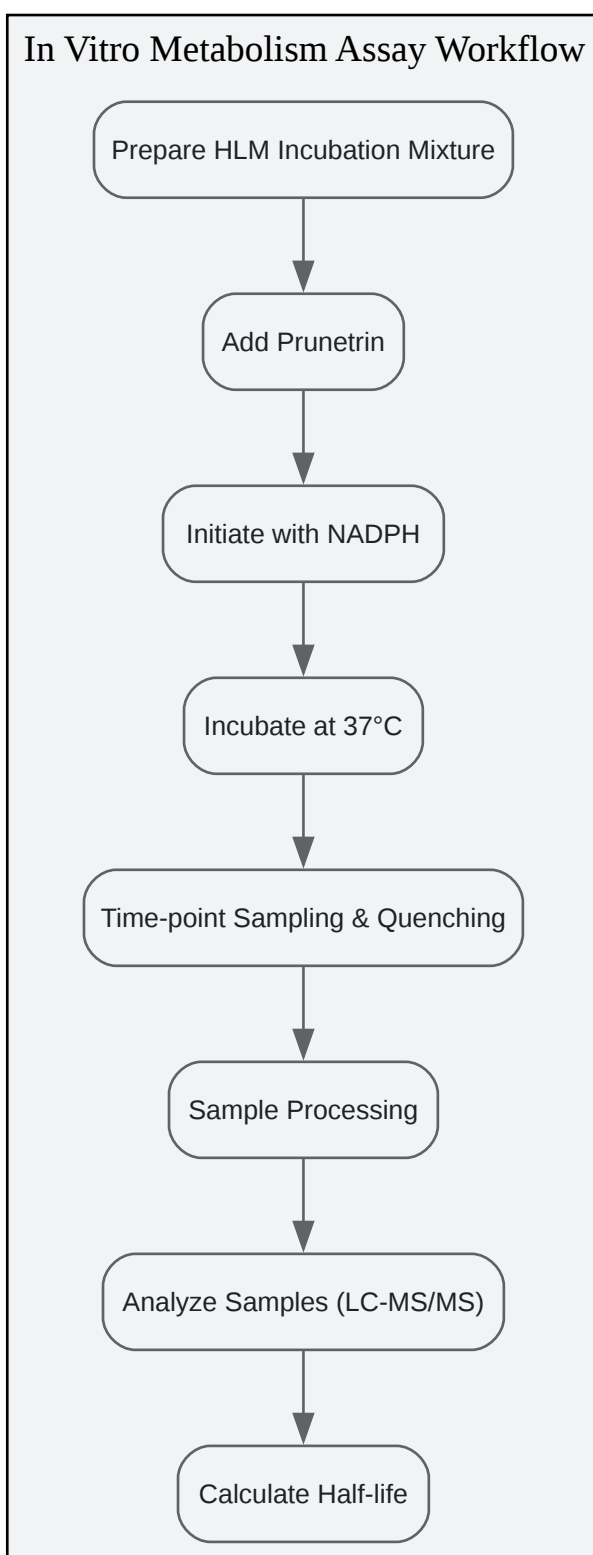 In Vitro Metabolism Assay Workflow
Prepare HLM Incubation Mixture
Add Prunetrin
Initiate with NADPH
Incubate at 37°C
Time-point Sampling & Quenching
Sample Processing
Analyze Samples (LC-MS/MS)
Calculate Half-life